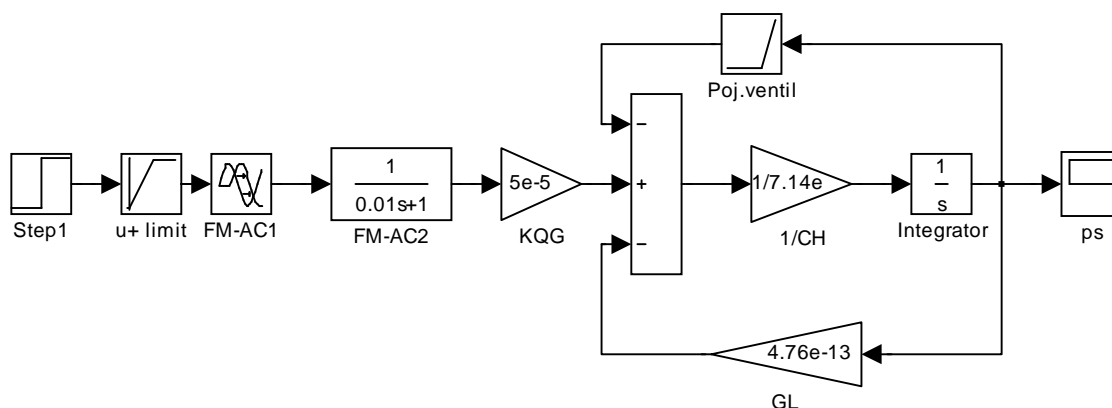 Poj.ventil
-
1
0.01s+1
5e-5
+
1/7.14e
1
s
Step1
u+ limit
FM-AC1
FM-AC2
KQG
-
1/CH
Integrator
ps
4.76e-13
GL